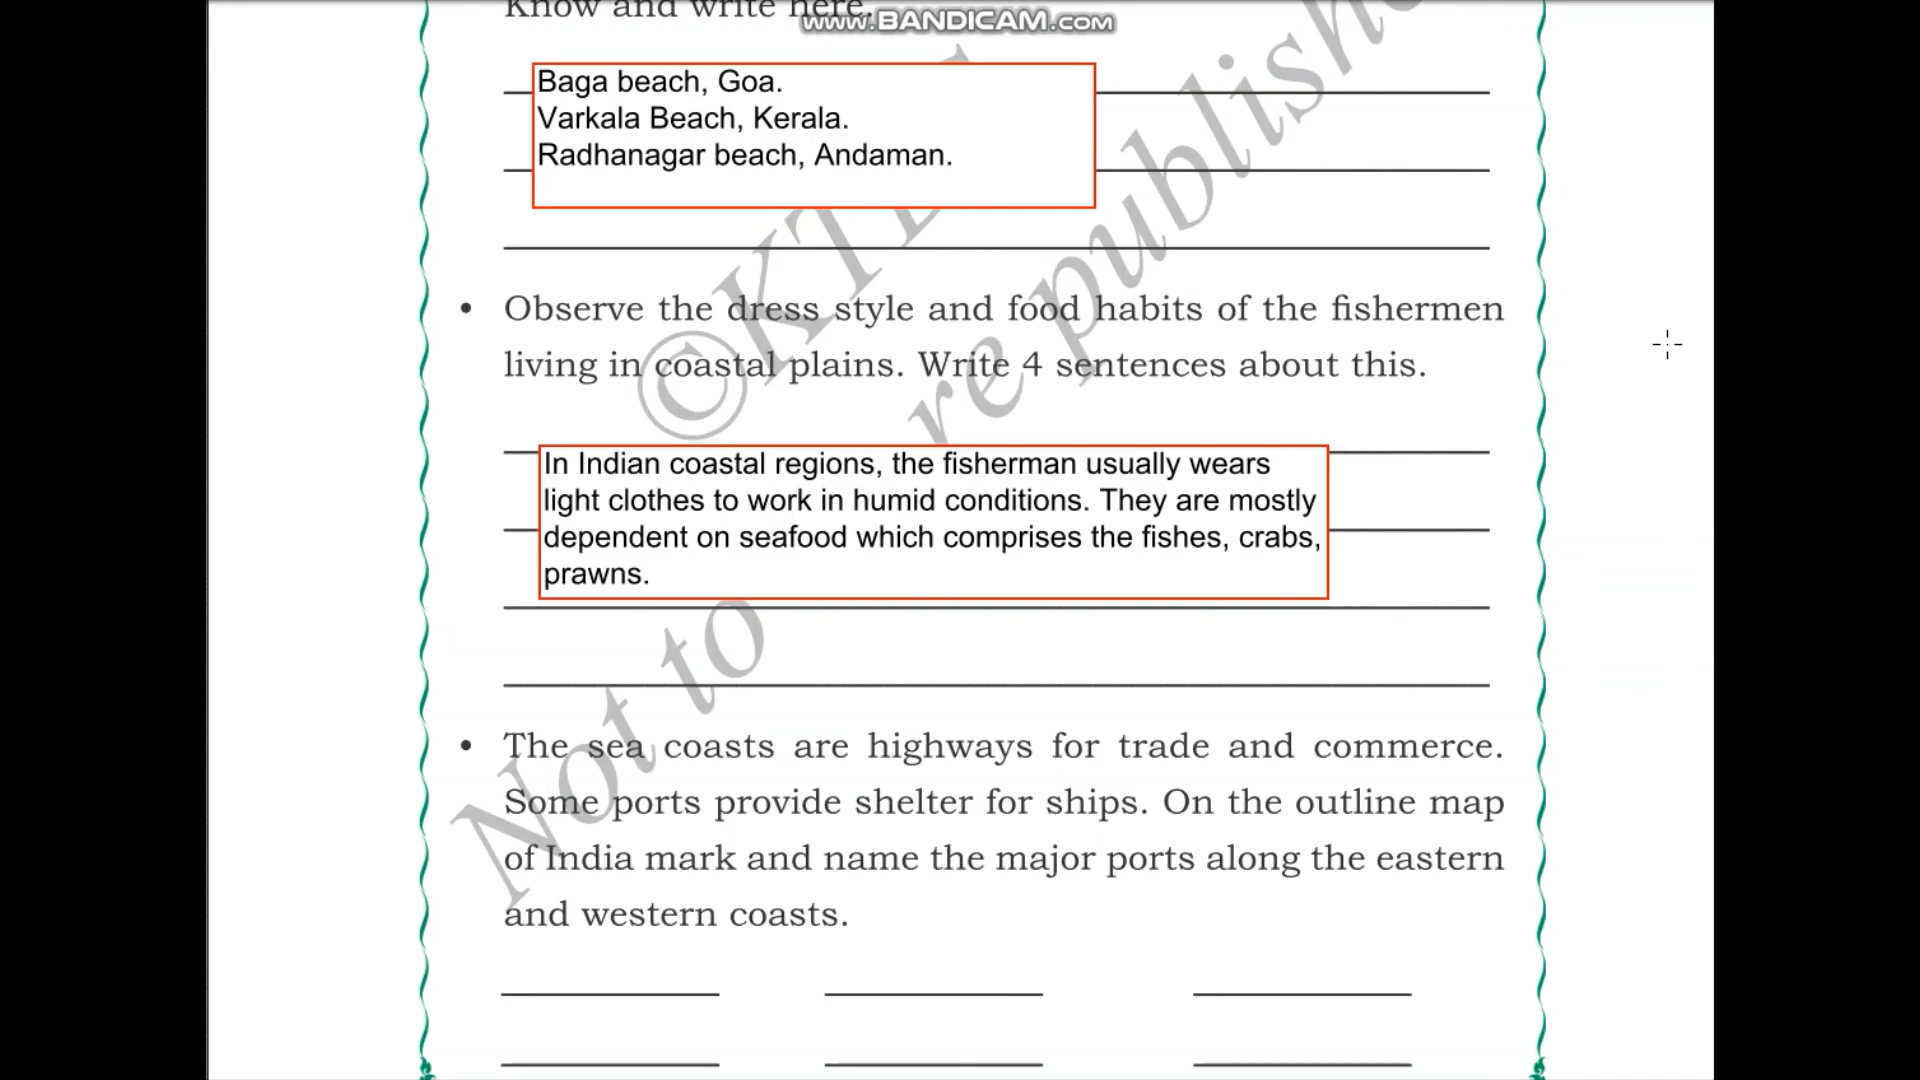 Know and write here.
www.BANDICAM.com
Baga beach, Goa.
Varkala Beach, Kerala.
Radhanagar beach, Andaman.
• Observe the dress style and food habits of the fishermen
living in coastal plains. Write 4 sentences about this.
In Indian coastal regions, the fisherman usually wears
light clothes to work in humid conditions. They are mostly
dependent on seafood which comprises the fishes, crabs,
prawns.
• The sea coasts are highways for trade and commerce.
Some ports provide shelter for ships. On the outline map
of India mark and name the major ports along the eastern
and western coasts.
Not to re publishe